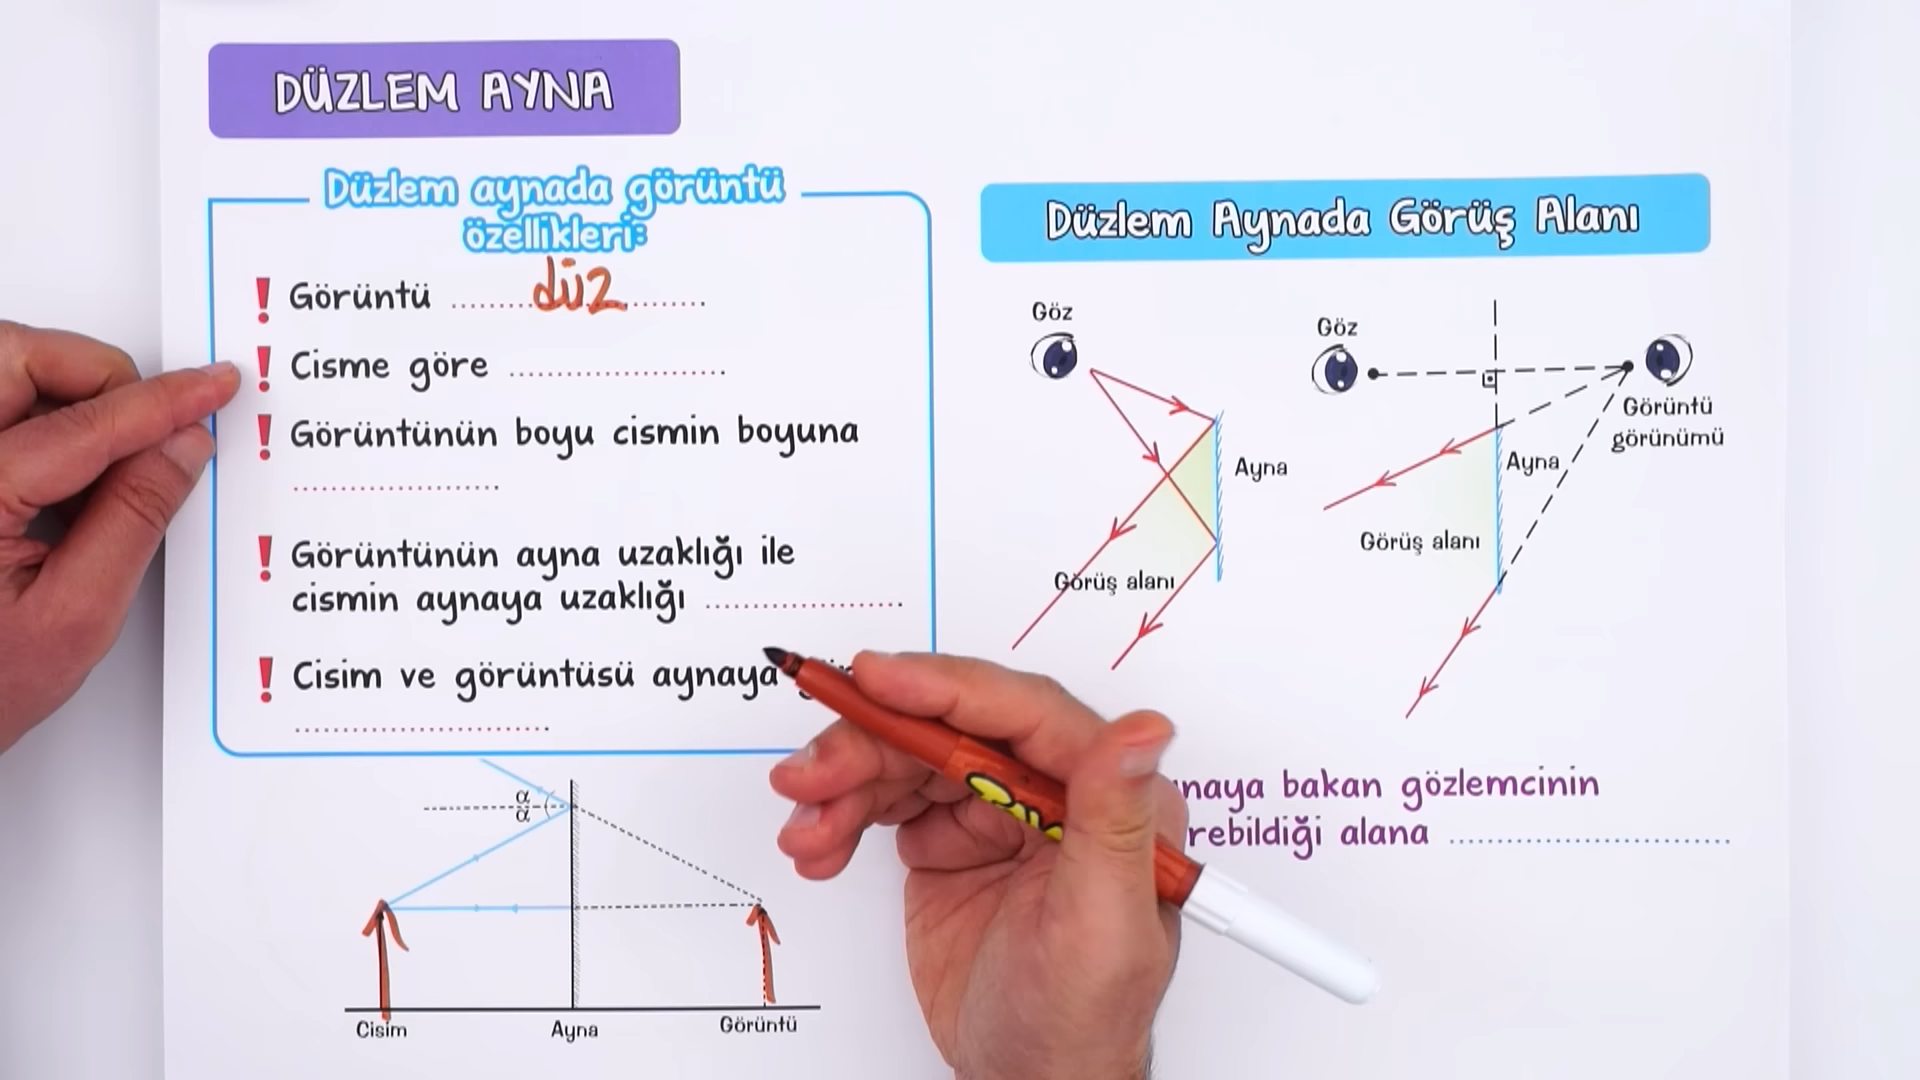 DÜZLEM AYNA
Düzlem aynada görüntü
özellikleri:
! Görüntü ........düz........
! Cisme göre ........
! Görüntünün boyu cismin boyuna
........
! Görüntünün ayna uzaklığı ile
cismin aynaya uzaklığı ........
! Cisim ve görüntüsü aynaya
........
α
α
Cisim
Ayna
Görüntü
Düzlem Aynada Görüş Alanı
Göz
Ayna
Görüş alanı
Göz
Görüntü
görünümü
Ayna
Görüş alanı
bakan gözlemcinin
alana ........